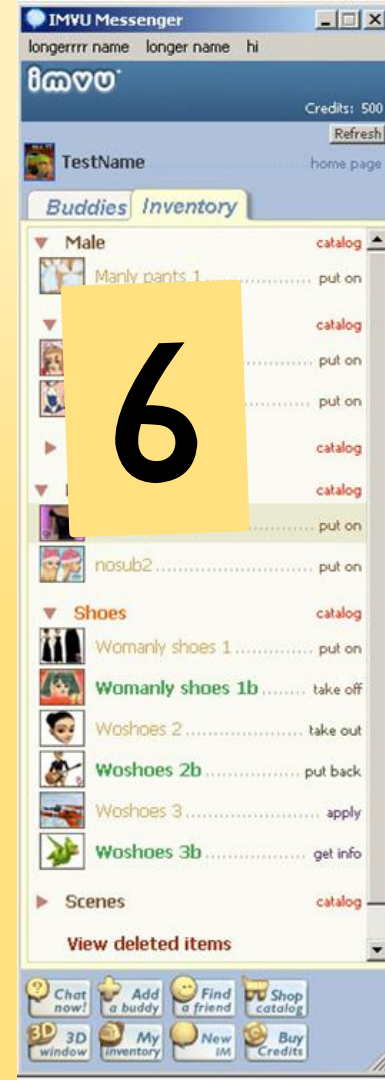 IMVU Messenger
longerrrr name longer name hi
imvu
Credits: 500
Refresh
TestName home page
Buddies Inventory
Male catalog
Manly pants 1 put on
catalog
put on
put on
catalog
catalog
put on
nosub2 put on
Shoes catalog
Womanly shoes 1 put on
Womanly shoes 1b take off
Woshoes 2 take out
Woshoes 2b put back
Woshoes 3 apply
Woshoes 3b get info
Scenes catalog
View deleted items
6
Chat now! Add a buddy Find a friend Shop catalog
3D 3D window My inventory New IM Buy Credits